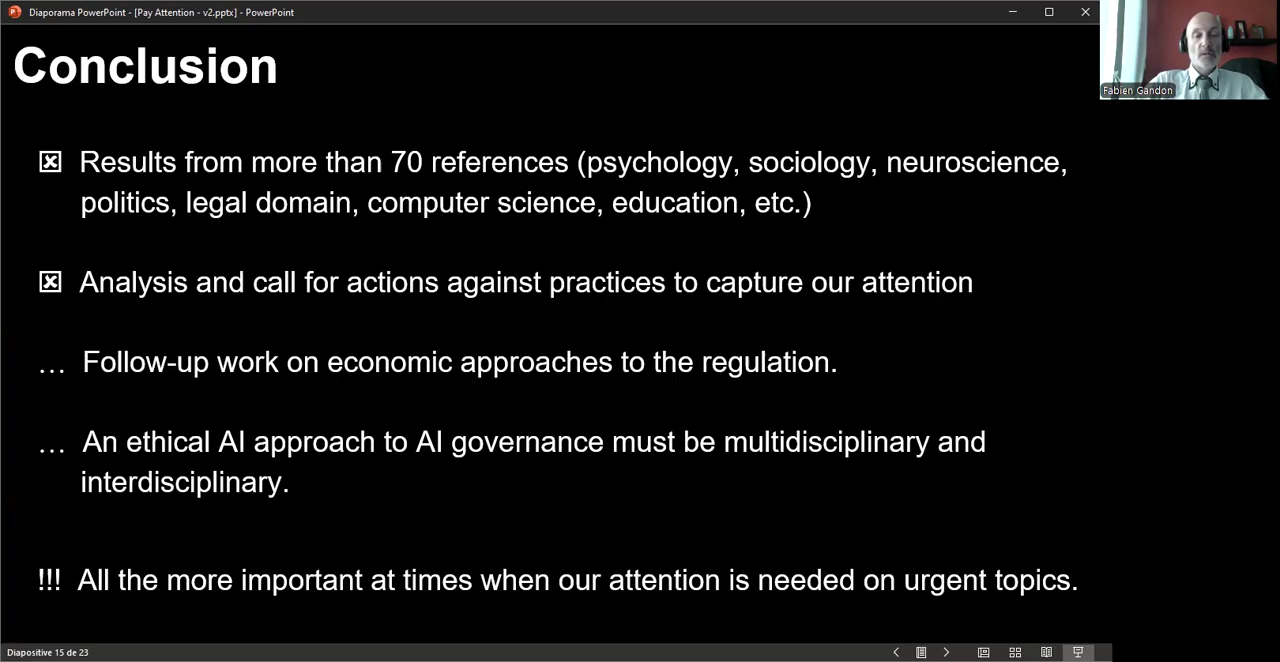 Diaporama PowerPoint - [Pay Attention - v2.pptx] - PowerPoint
Fabien Gandon
Conclusion
Results from more than 70 references (psychology, sociology, neuroscience,
politics, legal domain, computer science, education, etc.)
Analysis and call for actions against practices to capture our attention
… Follow-up work on economic approaches to the regulation.
… An ethical AI approach to AI governance must be multidisciplinary and
interdisciplinary.
!!! All the more important at times when our attention is needed on urgent topics.
Diapositive 15 de 23